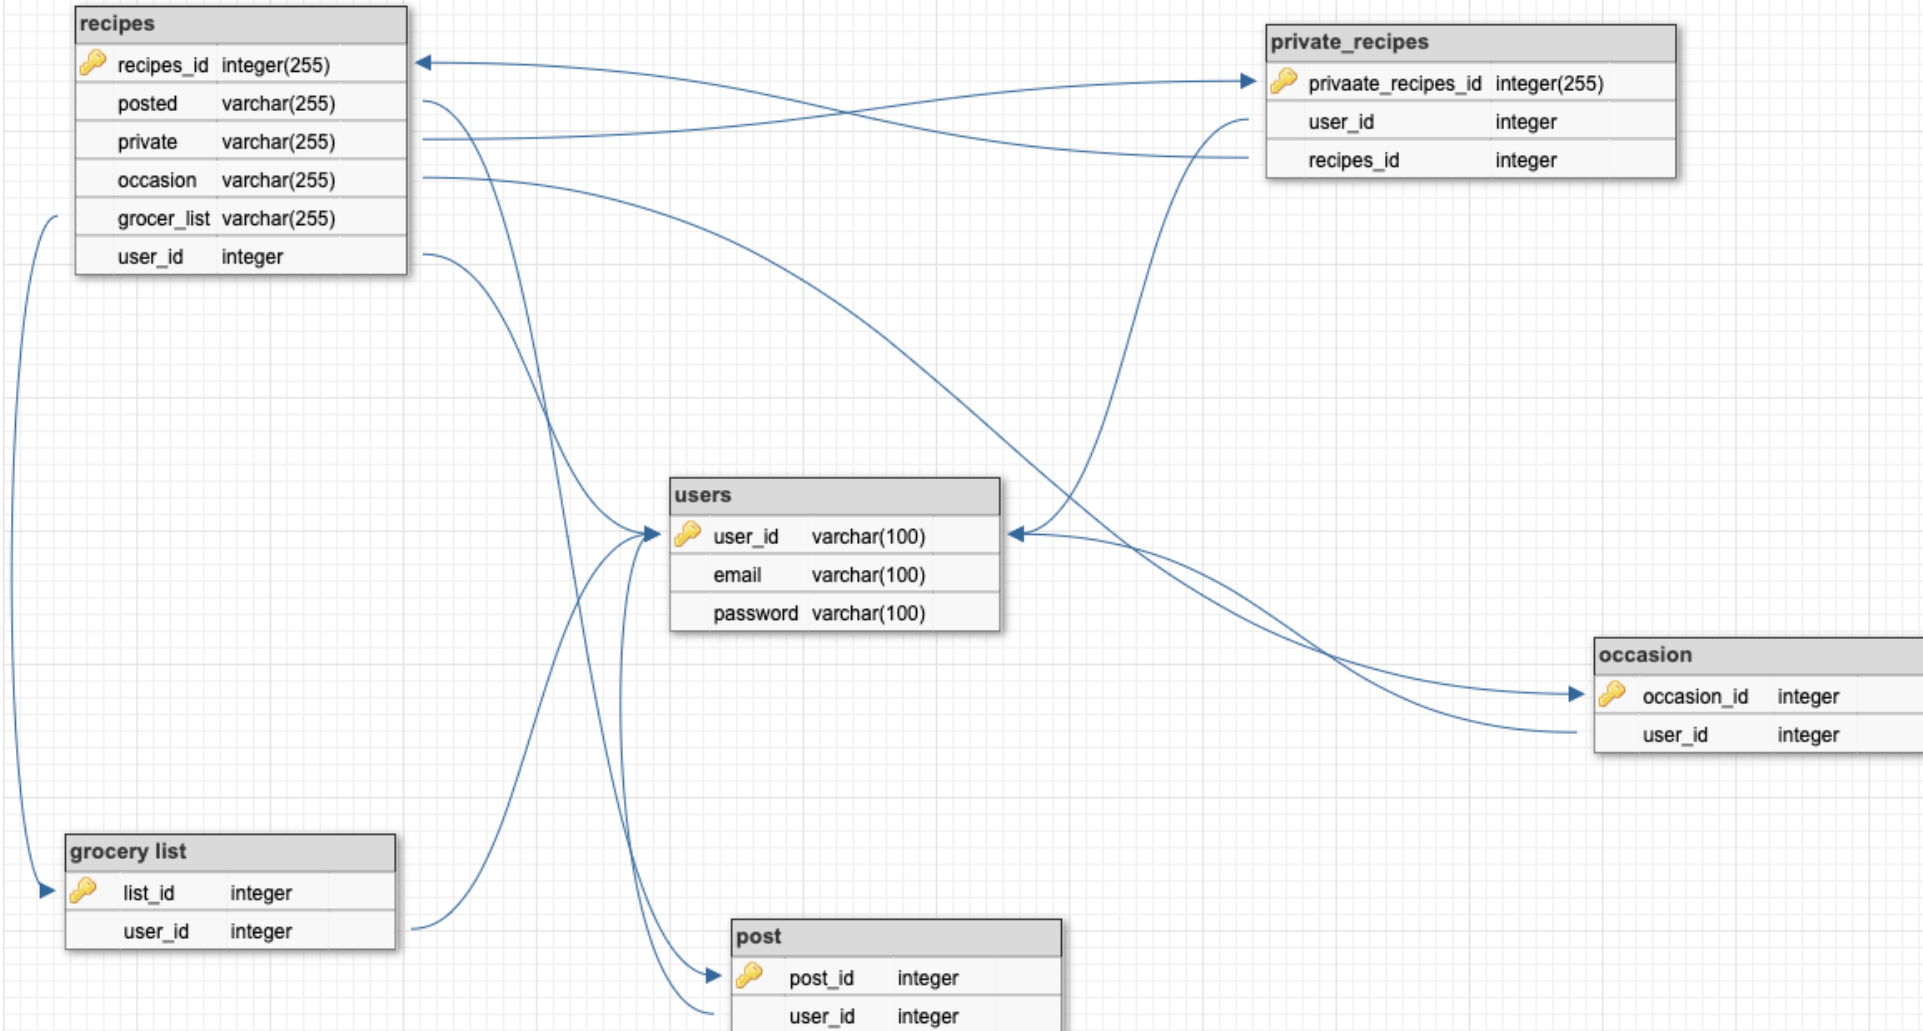 recipes
recipes_id integer(255)
posted varchar(255)
private varchar(255)
occasion varchar(255)
grocer_list varchar(255)
user_id integer
private_recipes
privaate_recipes_id integer(255)
user_id integer
recipes_id integer
users
user_id varchar(100)
email varchar(100)
password varchar(100)
occasion
occasion_id integer
user_id integer
grocery list
list_id integer
user_id integer
post
post_id integer
user_id integer